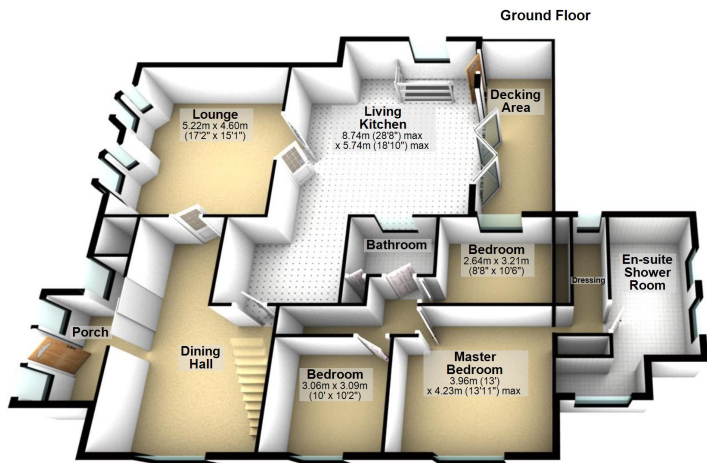 Ground Floor
Decking
Area
Lounge
5.22m x 4.60m
(17'2" x 15'1")
Living
Kitchen
8.74m (28'8") max
x 5.74m (18'10") max
Bathroom
Bedroom
2.64m x 3.21m
(8'8" x 10'6")
Dressing
En-suite
Shower
Room
Porch
Dining
Hall
Bedroom
3.06m x 3.09m
(10' x 10'2")
Master
Bedroom
3.96m (13')
x 4.23m (13'11") max